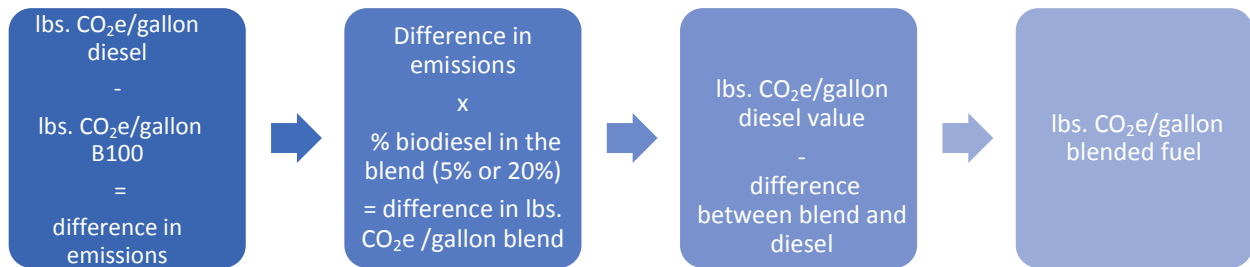 lbs. CO₂e/gallon
diesel
-
lbs. CO₂e/gallon
B100
=
difference in
emissions
Difference in
emissions
x
% biodiesel in the
blend (5% or 20%)
= difference in lbs.
CO₂e /gallon blend
lbs. CO₂e/gallon
diesel value
-
difference
between blend and
diesel
lbs. CO₂e/gallon
blended fuel